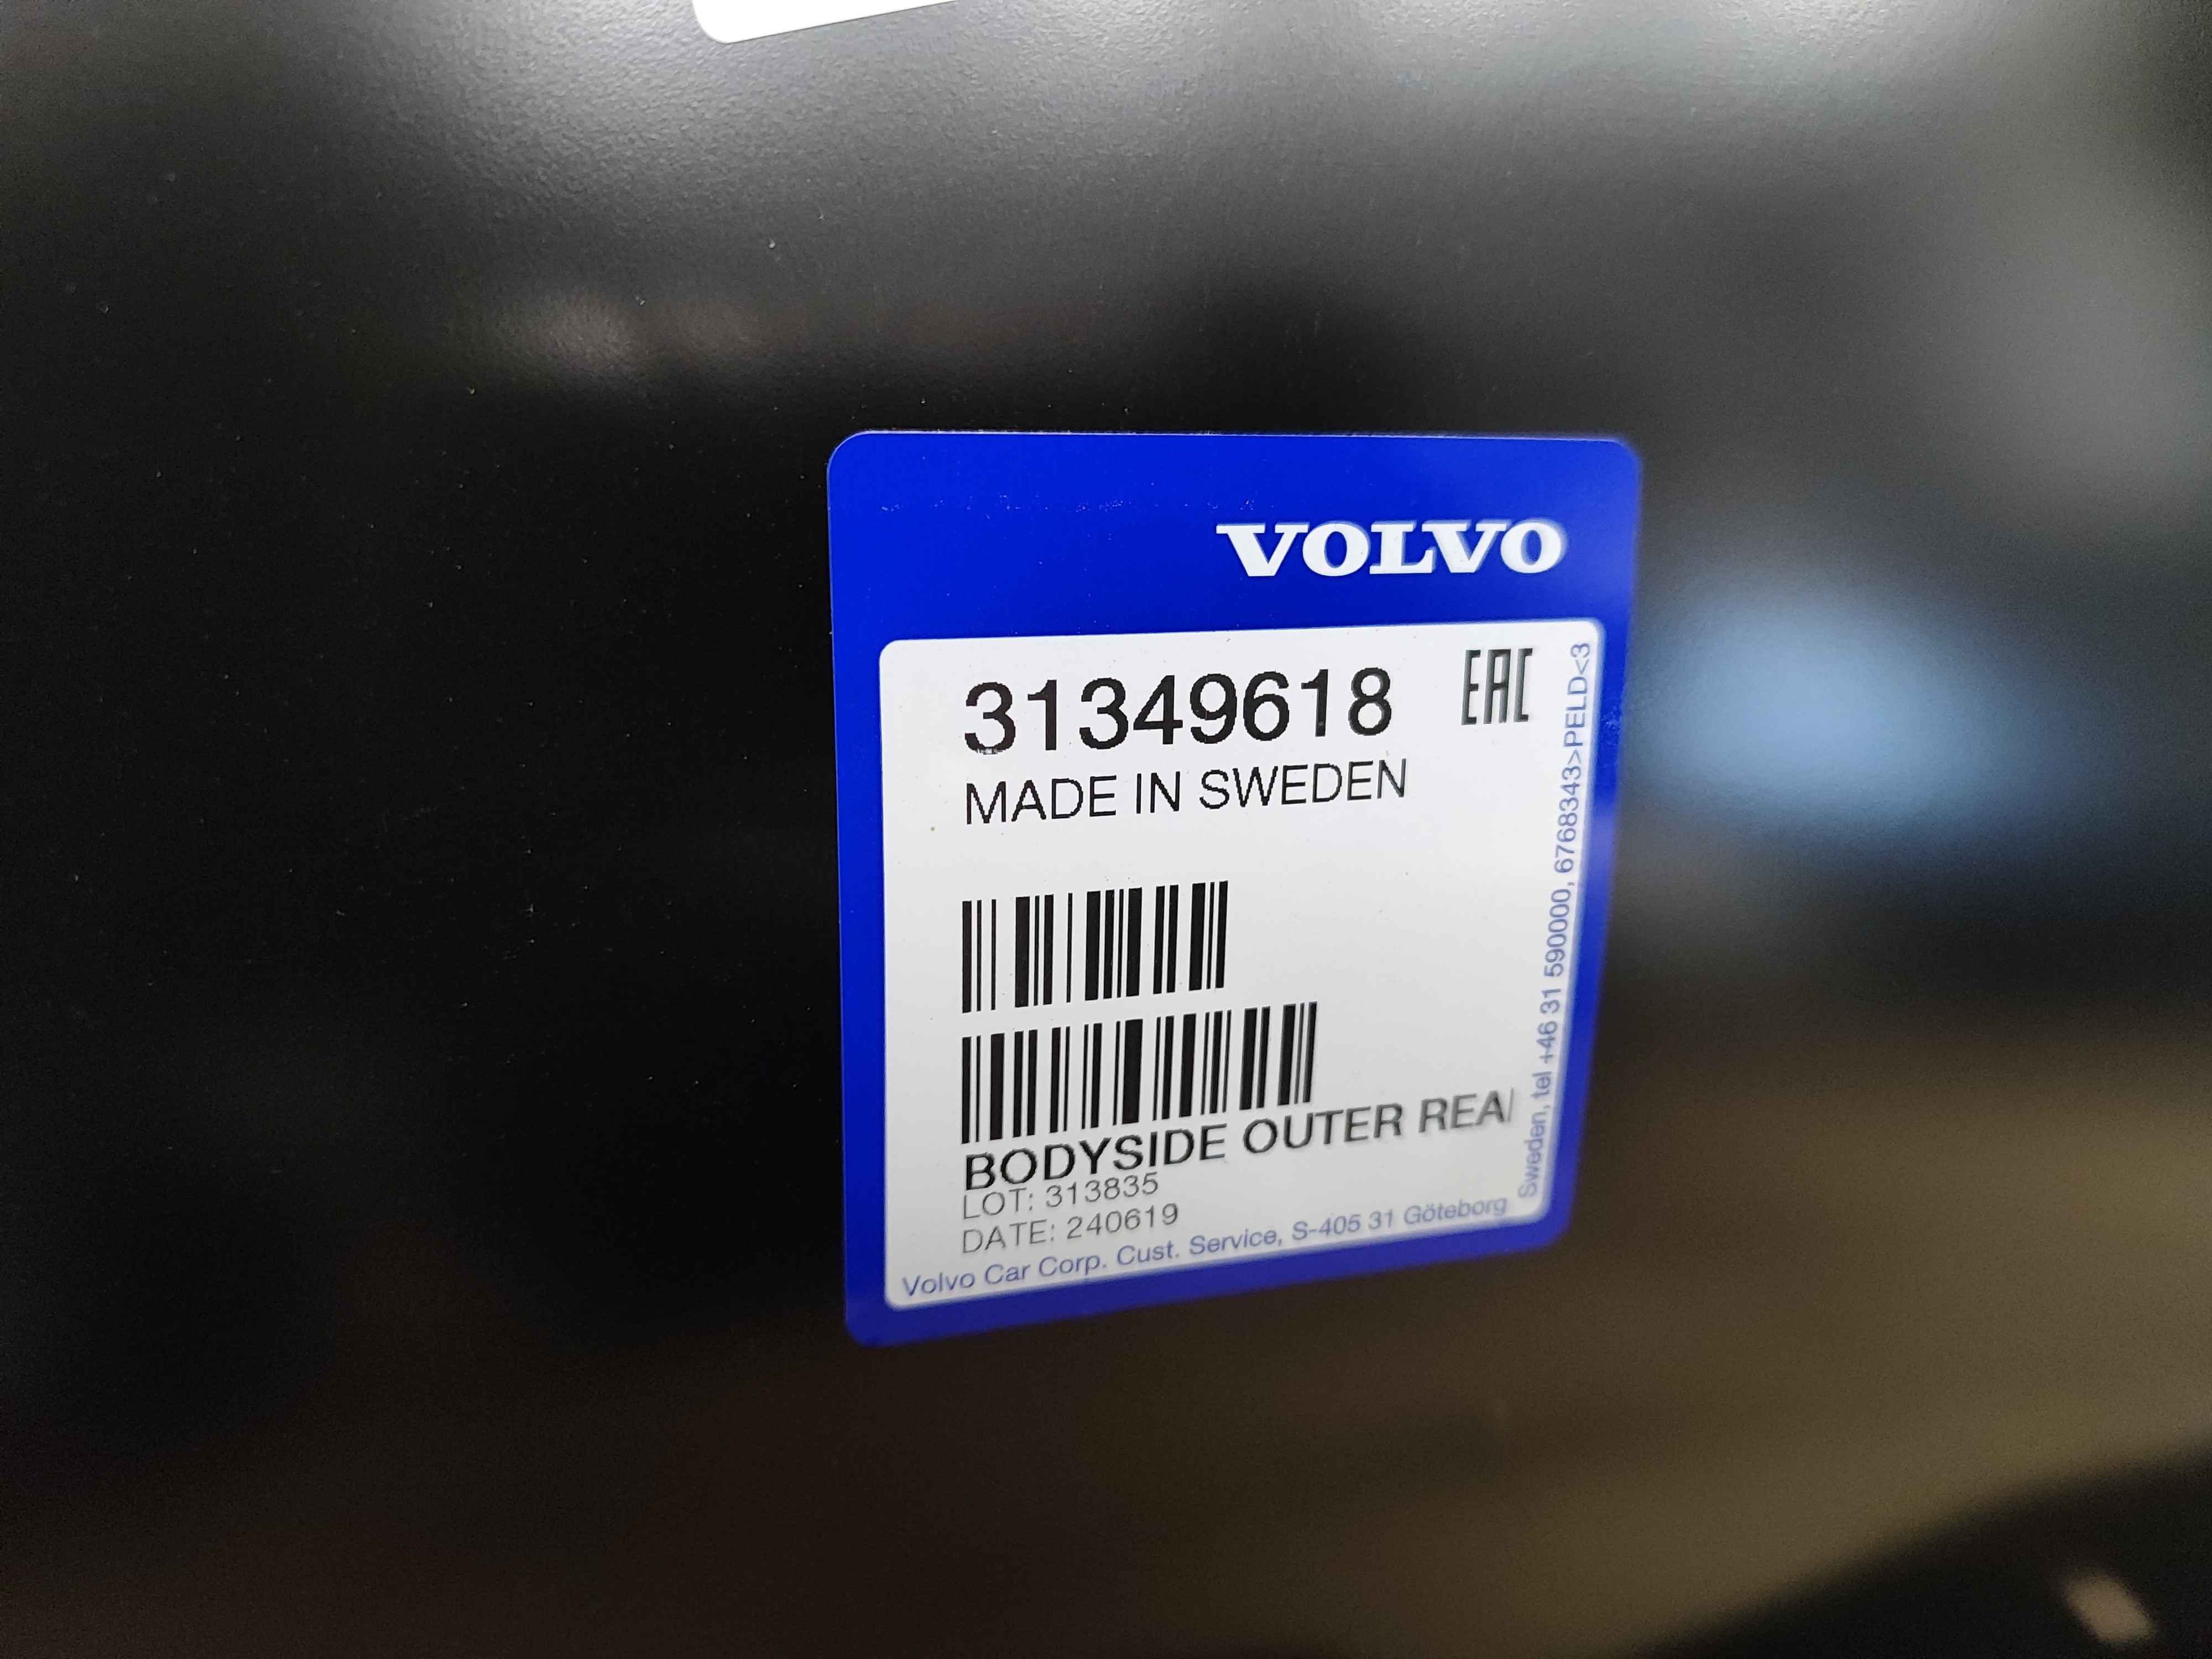 VOLVO
31349618
EAC
MADE IN SWEDEN
BODYSIDE OUTER REA
LOT: 313835
DATE: 240619
Volvo Car Corp. Cust. Service, S-405 31 Göteborg
Sweden, tel +46 31 590000, 6768343>PELD<3